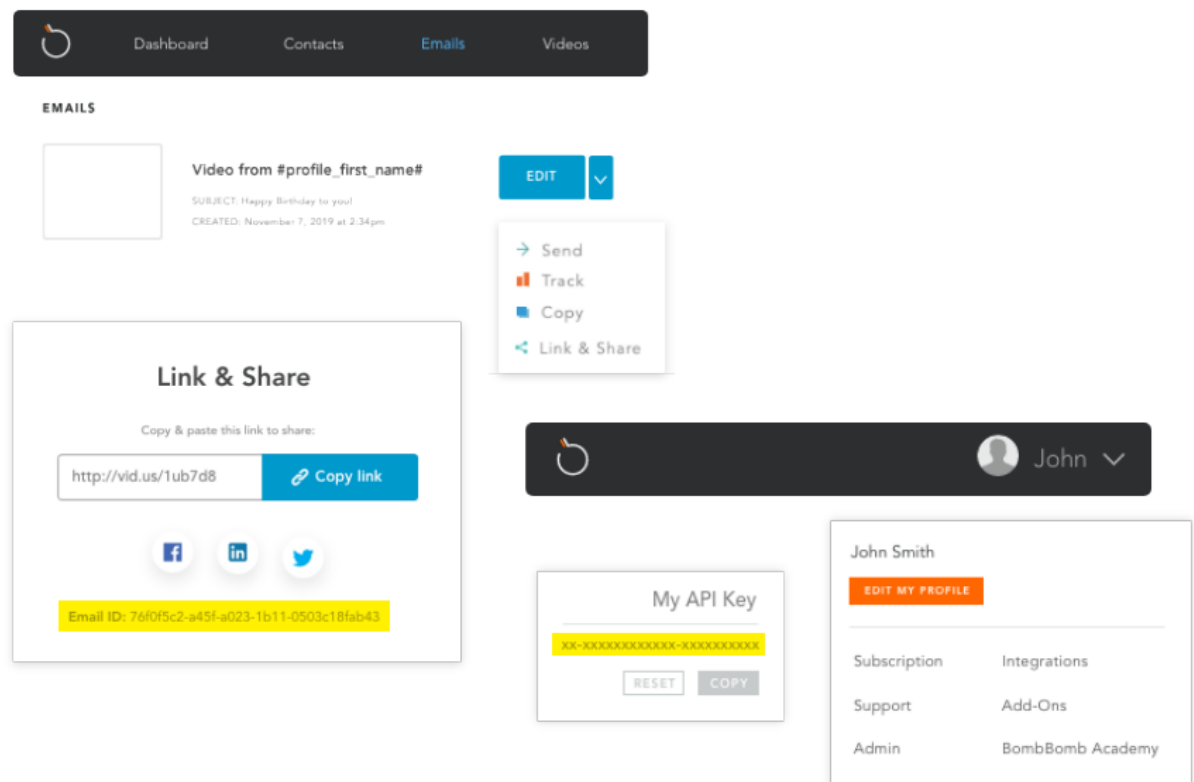 Dashboard Contacts Emails Videos
EMAILS
Video from #profile_first_name#
SUBJECT: Happy Birthday to you!
CREATED: November 7, 2019 at 2:34pm
EDIT
Send
Track
Copy
Link & Share
Link & Share
Copy & paste this link to share:
http://vid.us/1ub7d8 Copy link
Email ID: 76f0f5c2-a45f-a023-1b11-0503c18fab43
John
My API Key
xx-xxxxxxxxxxxx-xxxxxxxxxx
RESET COPY
John Smith
EDIT MY PROFILE
Subscription Integrations
Support Add-Ons
Admin BombBomb Academy